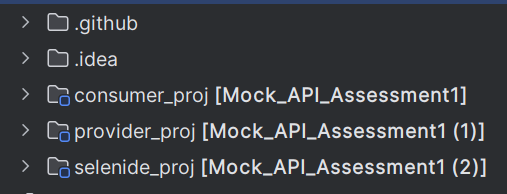 .github
.idea
consumer_proj [Mock_API_Assessment1]
provider_proj [Mock_API_Assessment1 (1)]
selenide_proj [Mock_API_Assessment1 (2)]